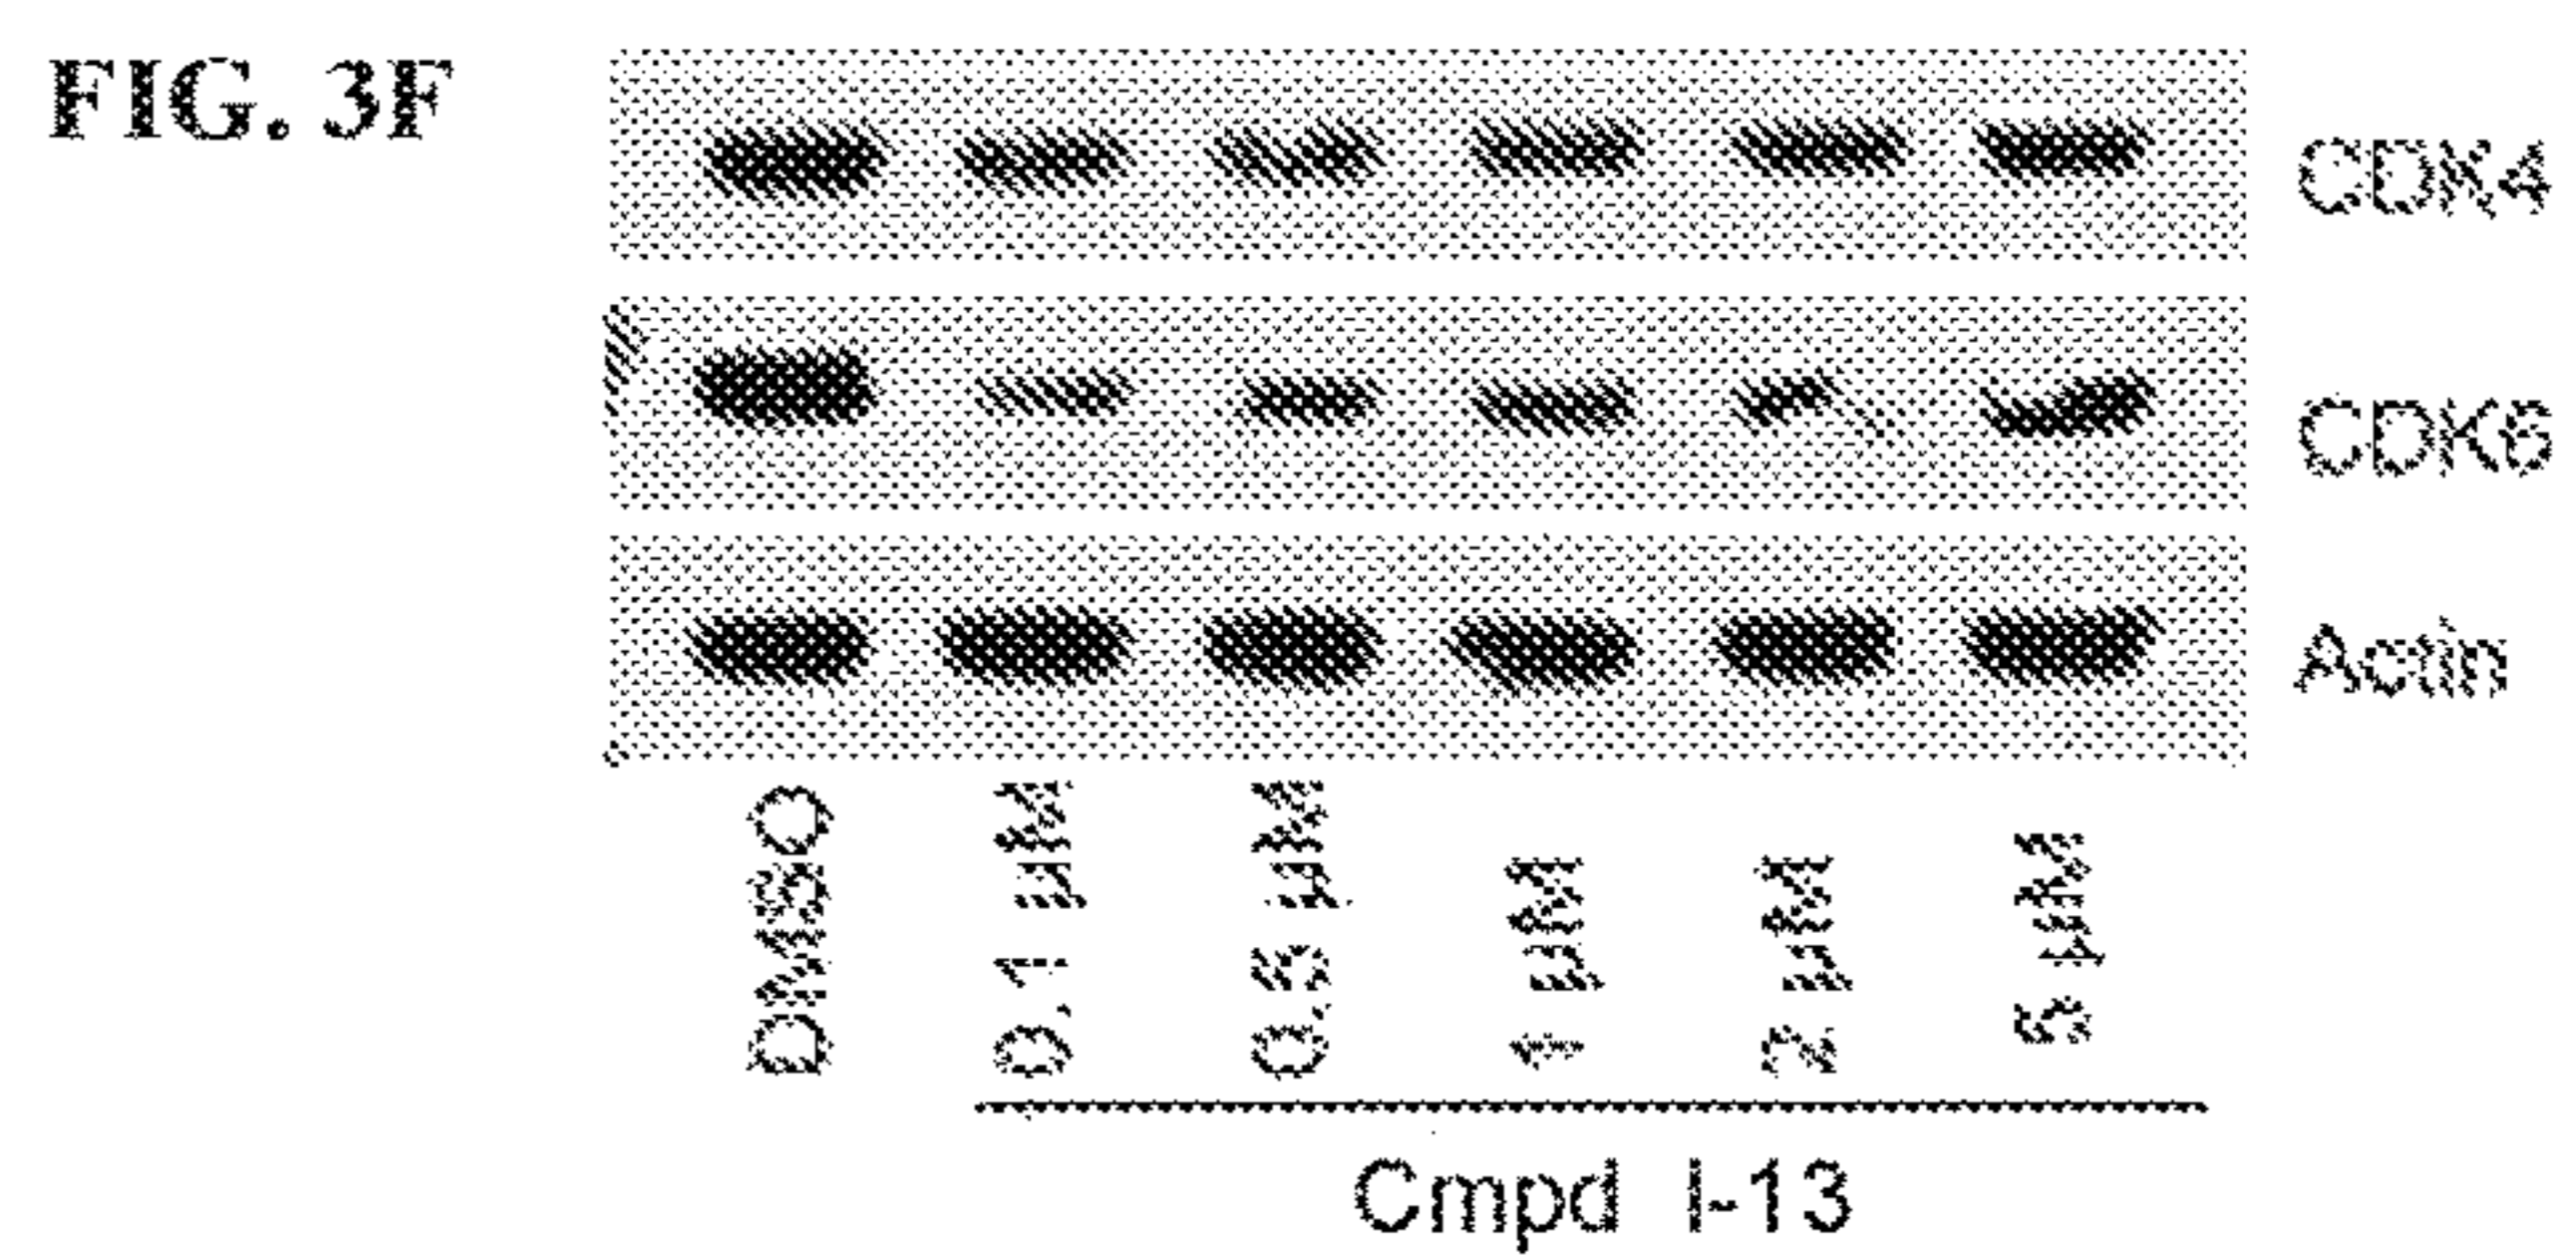 FIG. 3F
CDK4
CDK6
Actin
DMSO
0.1 µM
0.5 µM
1 µM
2 µM
5 µM
Cmpd I-13